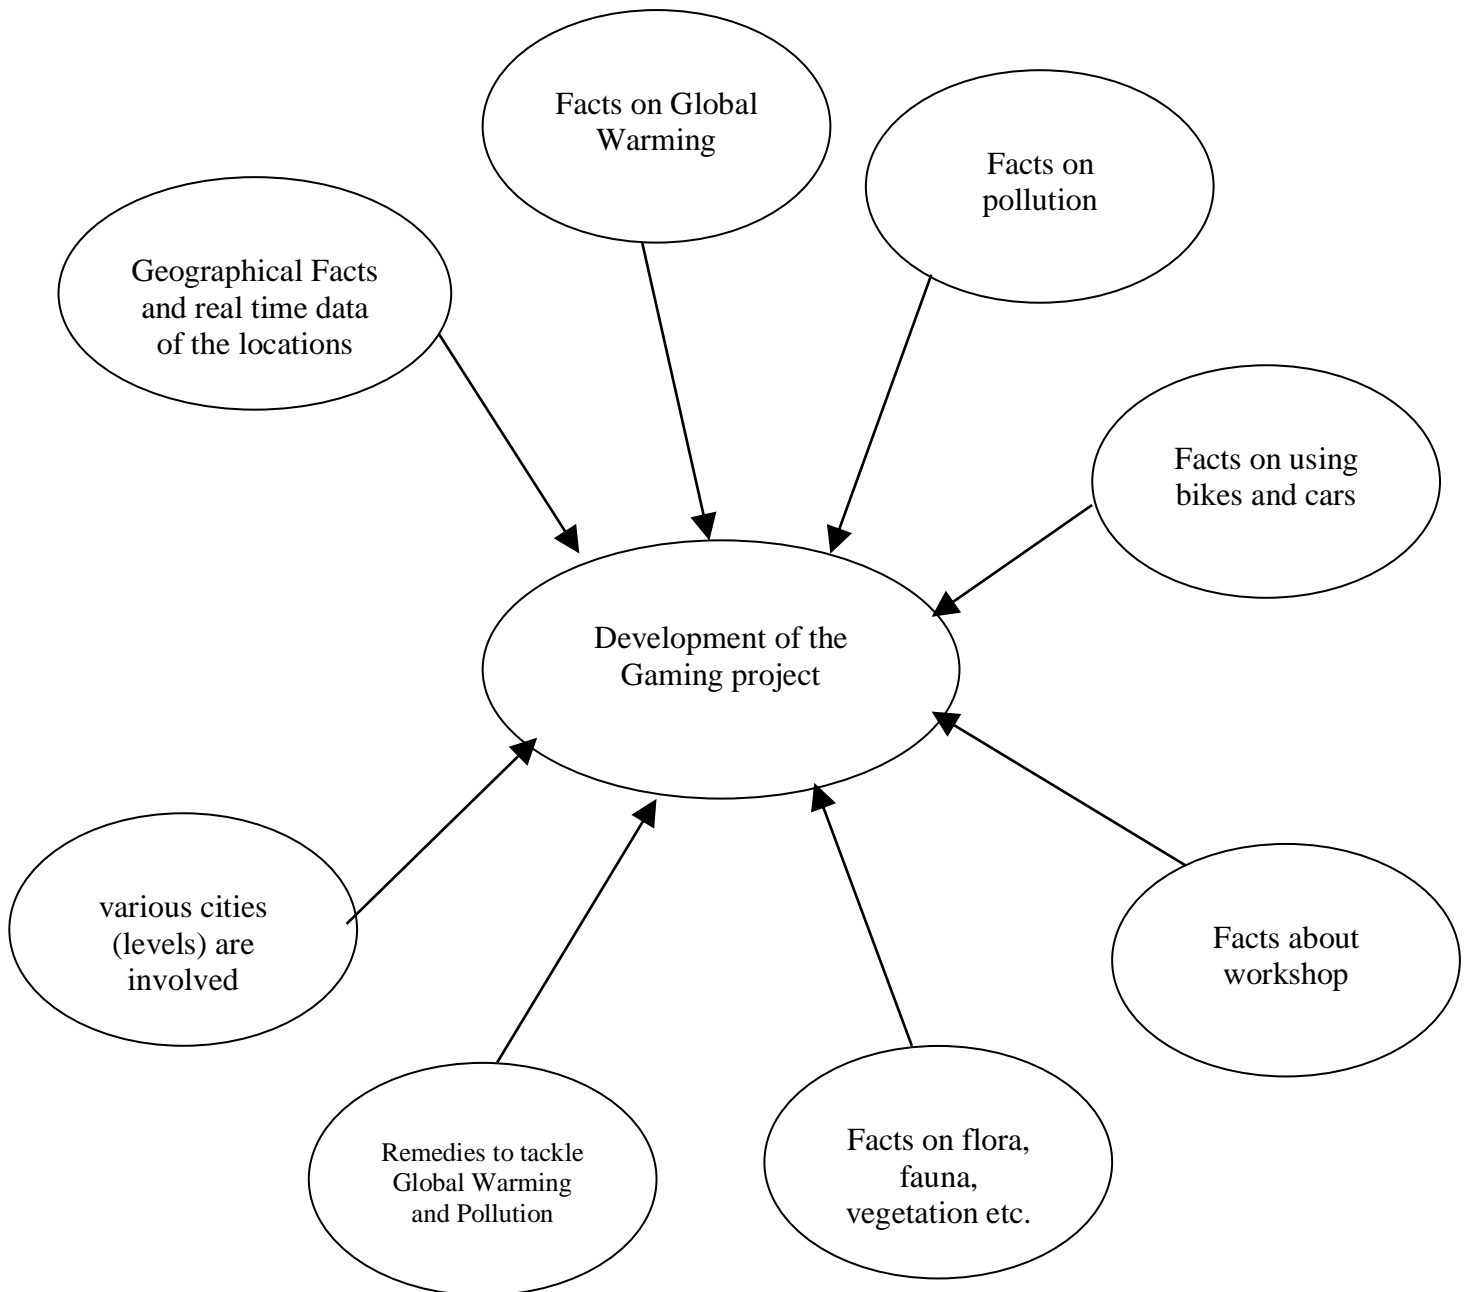 Facts on Global
Warming
Facts on
pollution
Geographical Facts
and real time data
of the locations
Facts on using
bikes and cars
Development of the
Gaming project
various cities
(levels) are
involved
Facts about
workshop
Remedies to tackle
Global Warming
and Pollution
Facts on flora,
fauna,
vegetation etc.